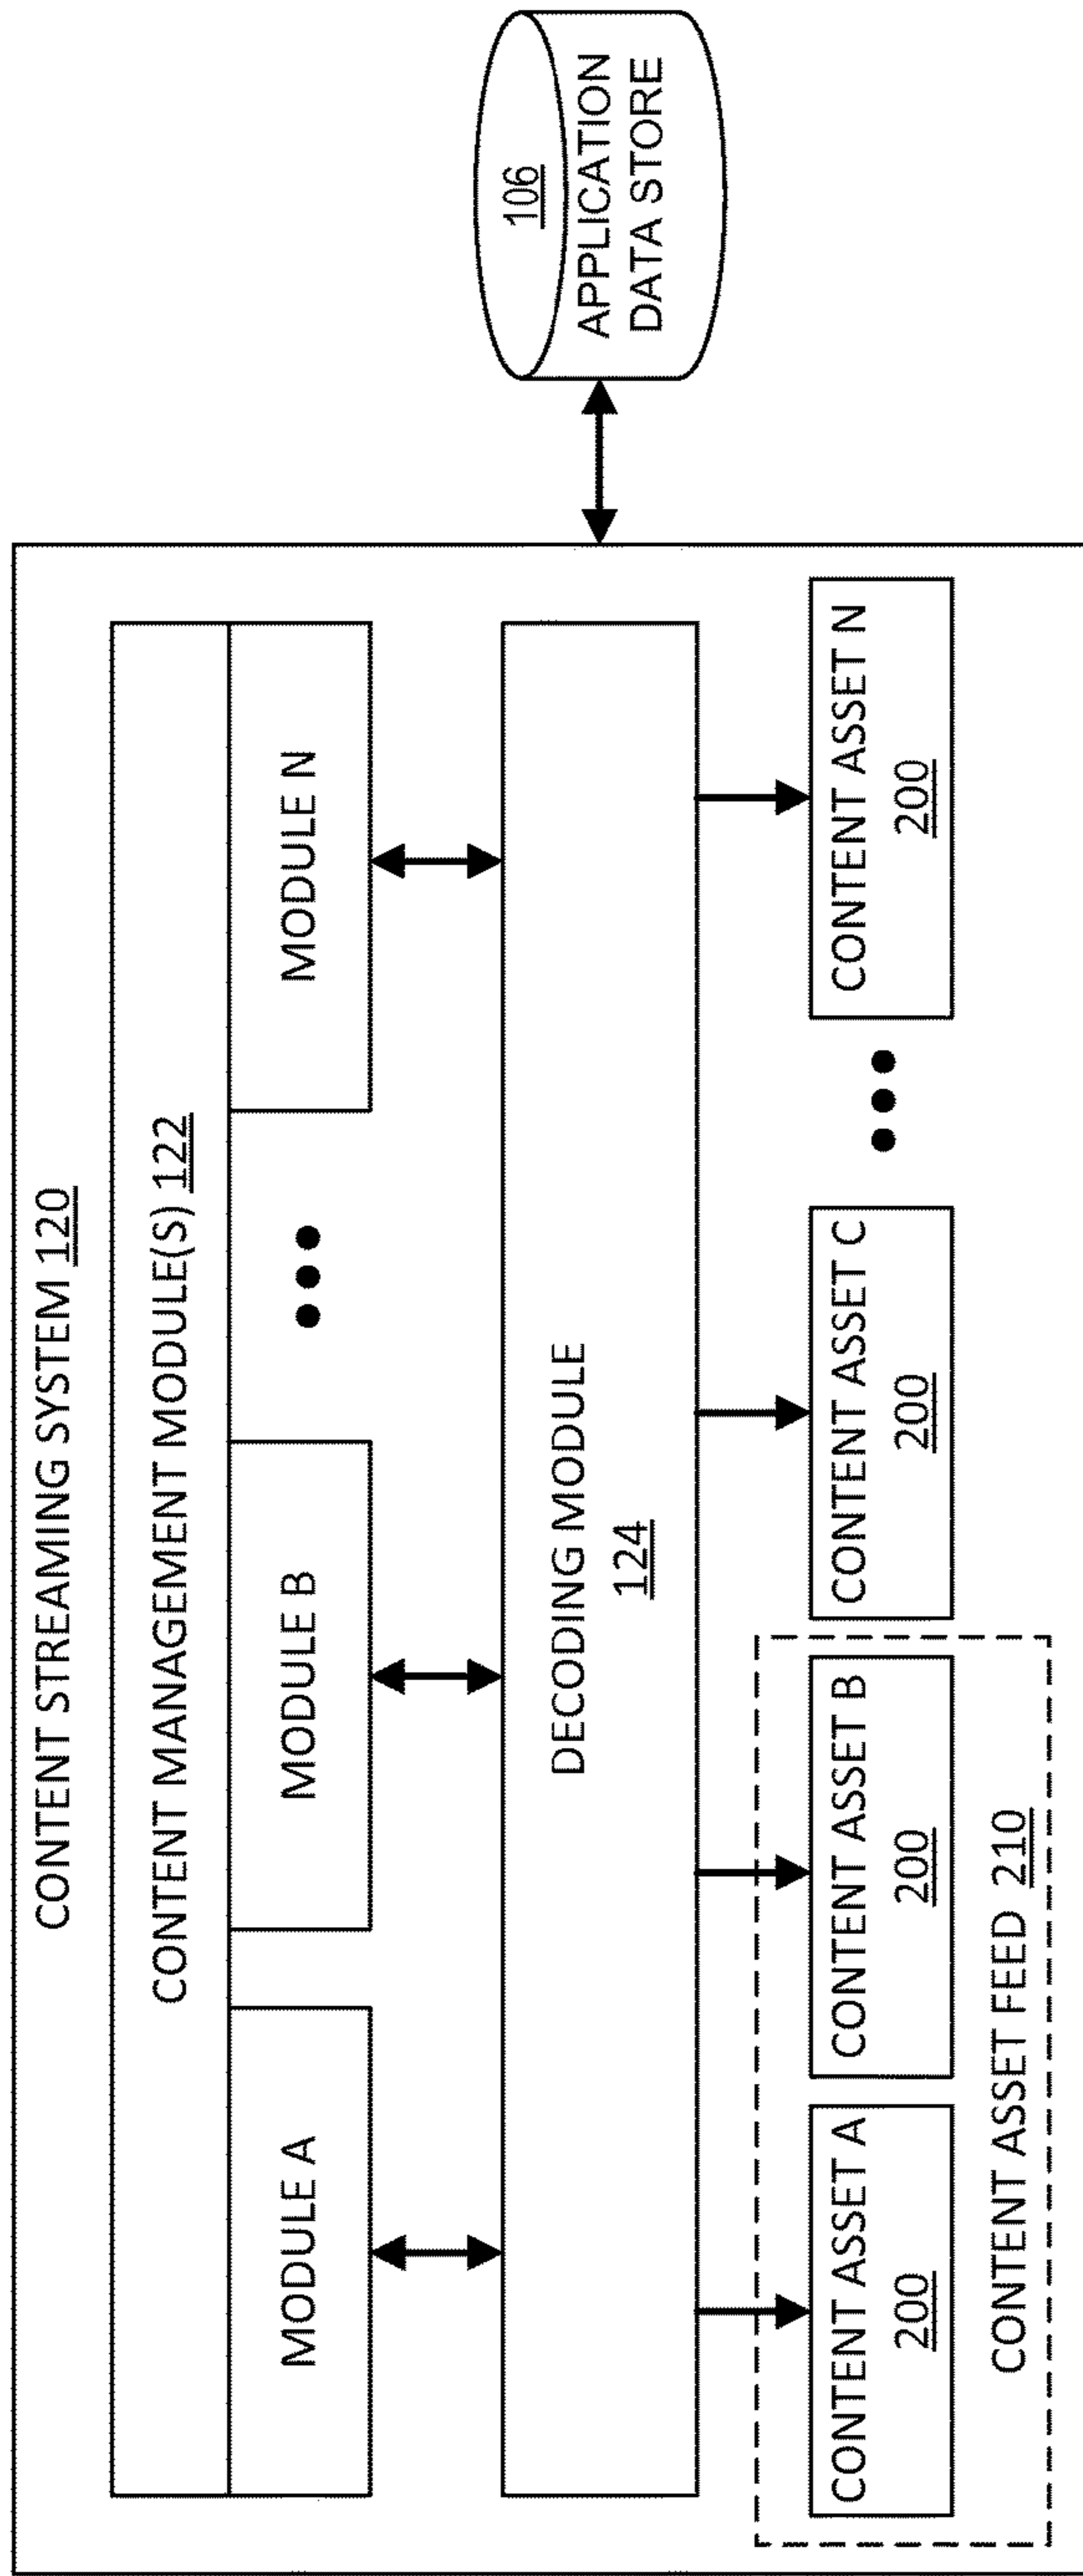 CONTENT STREAMING SYSTEM 120
CONTENT MANAGEMENT MODULE(S) 122
MODULE A
MODULE B
MODULE N
DECODING MODULE
124
CONTENT ASSET A
200
CONTENT ASSET B
200
CONTENT ASSET C
200
CONTENT ASSET N
200
CONTENT ASSET FEED 210
106
APPLICATION
DATA STORE